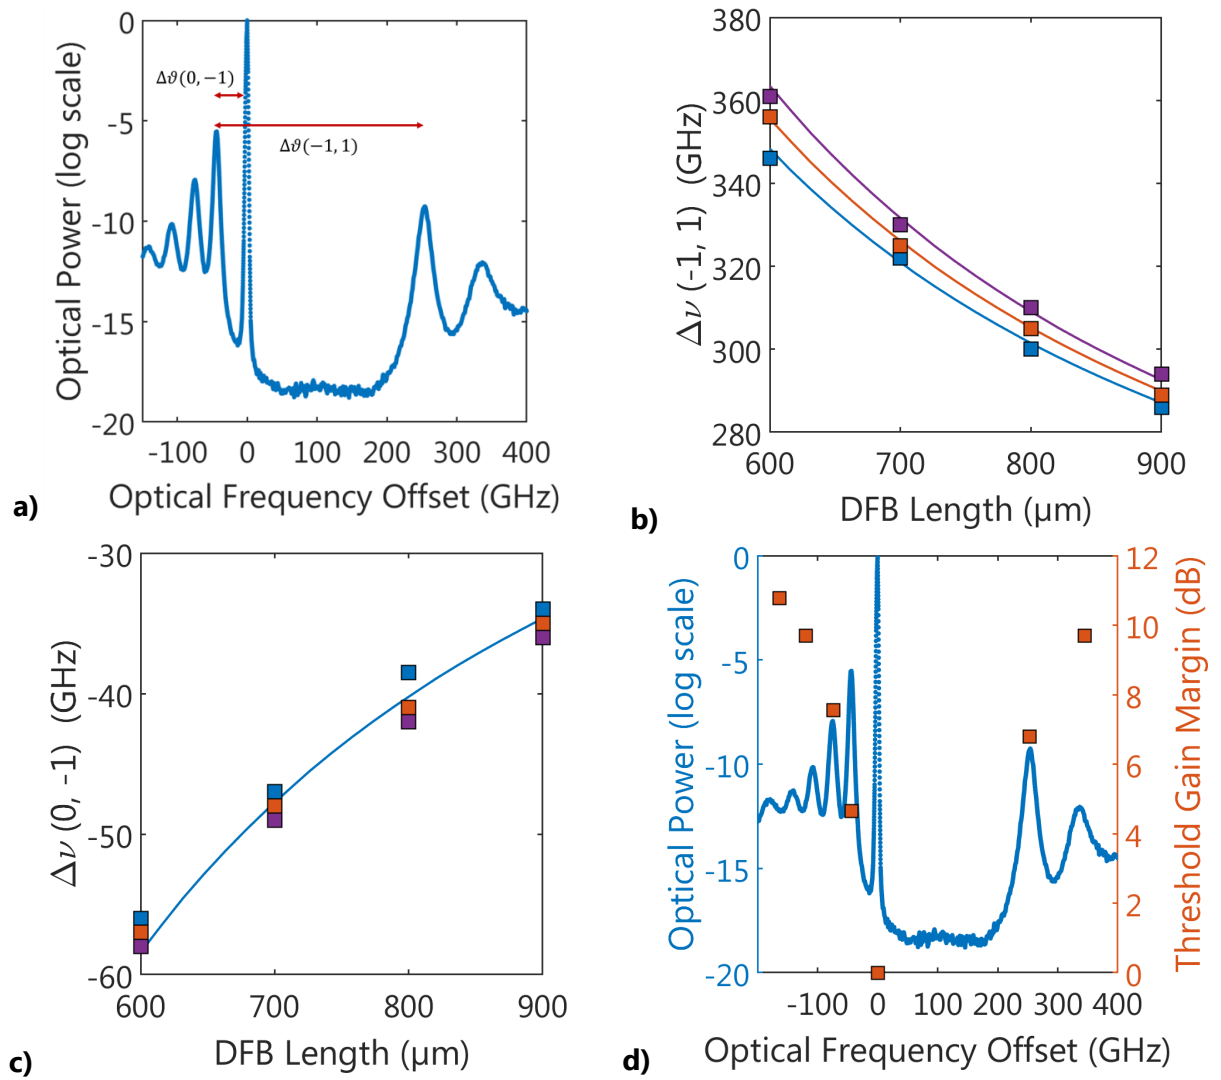 0
-5
-10
-15
-20
-100 0 100 200 300 400
Optical Power (log scale)
Optical Frequency Offset (GHz)
Δϑ(0, −1)
Δϑ(−1, 1)
a)
380
360
340
320
300
280
600 700 800 900
Δν (-1, 1) (GHz)
DFB Length (μm)
b)
-30
-40
-50
-60
600 700 800 900
Δν (0, -1) (GHz)
DFB Length (μm)
c)
0
-5
-10
-15
-20
-100 0 100 200 300 400
12
10
8
6
4
2
0
Optical Power (log scale)
Threshold Gain Margin (dB)
Optical Frequency Offset (GHz)
d)